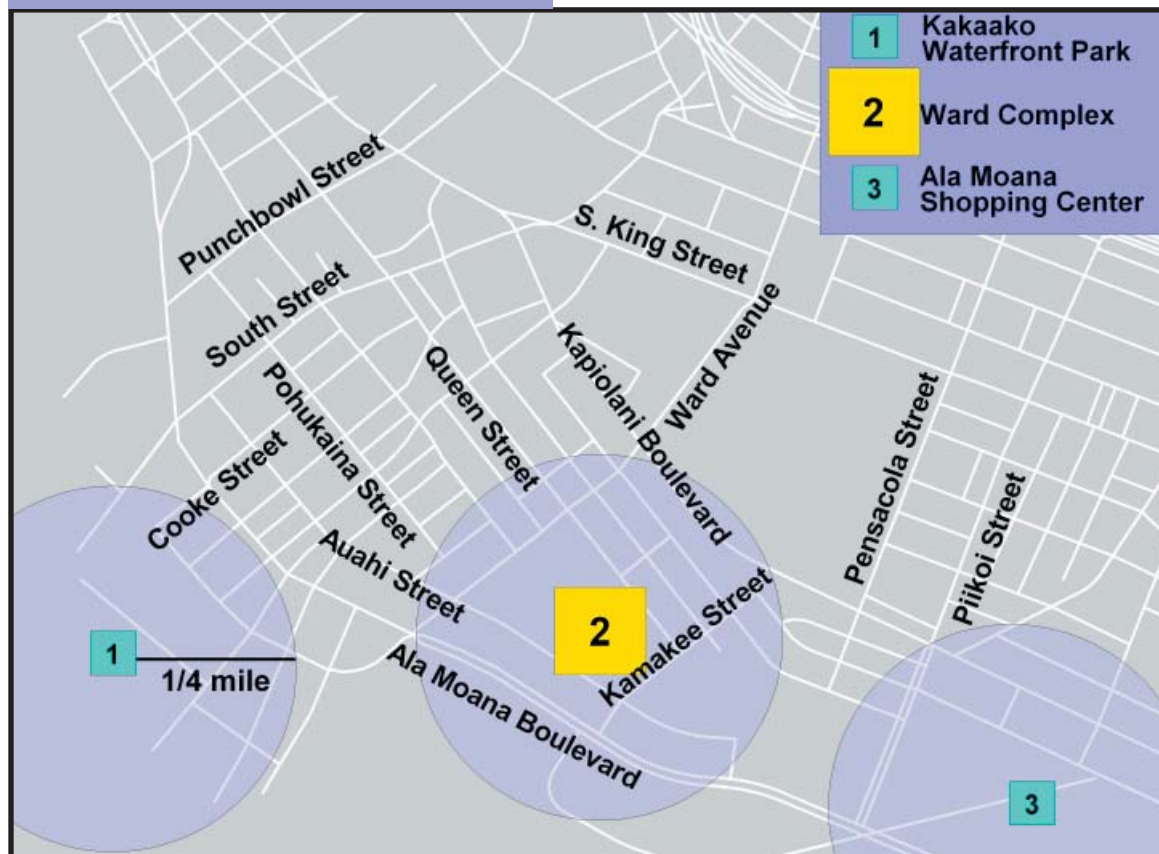 1
Kakaako
Waterfront Park
2
Ward Complex
3
Ala Moana
Shopping Center
Punchbowl Street
S. King Street
South Street
Ward Avenue
Kapiolani Boulevard
Queen Street
Pohukaina Street
Pensacola Street
Cooke Street
Piikoi Street
Auahi Street
Kamakee Street
2
1
1/4 mile
Ala Moana Boulevard
3